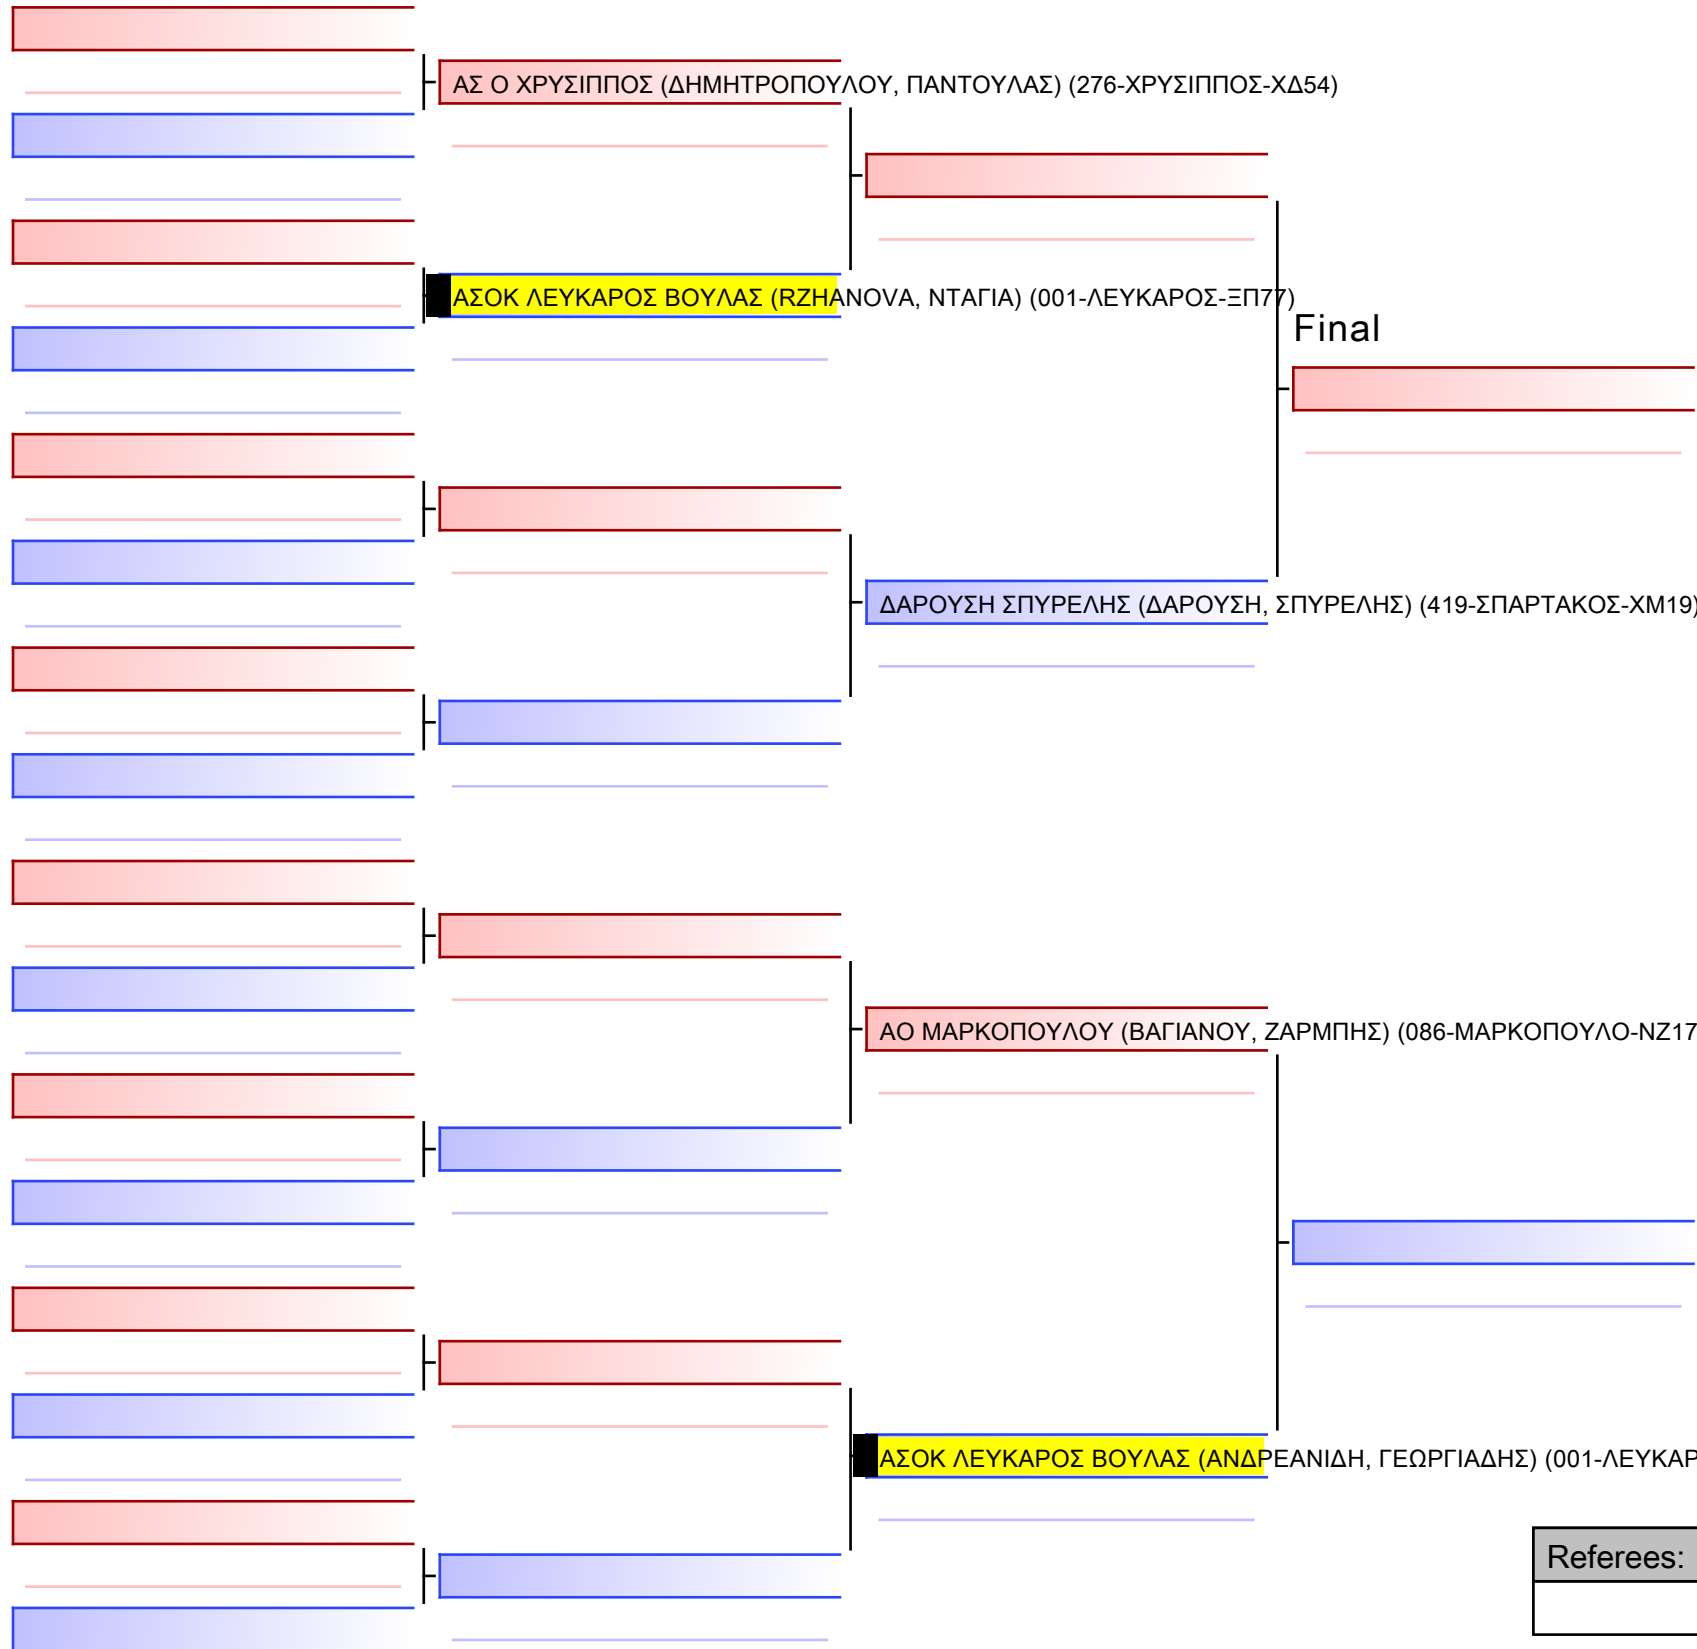 ΑΣ Ο ΧΡΥΣΙΠΠΟΣ (ΔΗΜΗΤΡΟΠΟΥΛΟΥ, ΠΑΝΤΟΥΛΑΣ) (276-ΧΡΥΣΙΠΠΟΣ-ΧΔ54)
ΑΣΟΚ ΛΕΥΚΑΡΟΣ ΒΟΥΛΑΣ (RZHANOVA, ΝΤΑΓΙΑ) (001-ΛΕΥΚΑΡΟΣ-ΞΠ77)
Final
ΔΑΡΟΥΣΗ ΣΠΥΡΕΛΗΣ (ΔΑΡΟΥΣΗ, ΣΠΥΡΕΛΗΣ) (419-ΣΠΑΡΤΑΚΟΣ-ΧΜ19)
ΑΟ ΜΑΡΚΟΠΟΥΛΟΥ (ΒΑΓΙΑΝΟΥ, ΖΑΡΜΠΗΣ) (086-ΜΑΡΚΟΠΟΥΛΟ-ΝΖ17
ΑΣΟΚ ΛΕΥΚΑΡΟΣ ΒΟΥΛΑΣ (ΑΝΔΡΕΑΝΙΔΗ, ΓΕΩΡΓΙΑΔΗΣ) (001-ΛΕΥΚΑΡ
Referees: